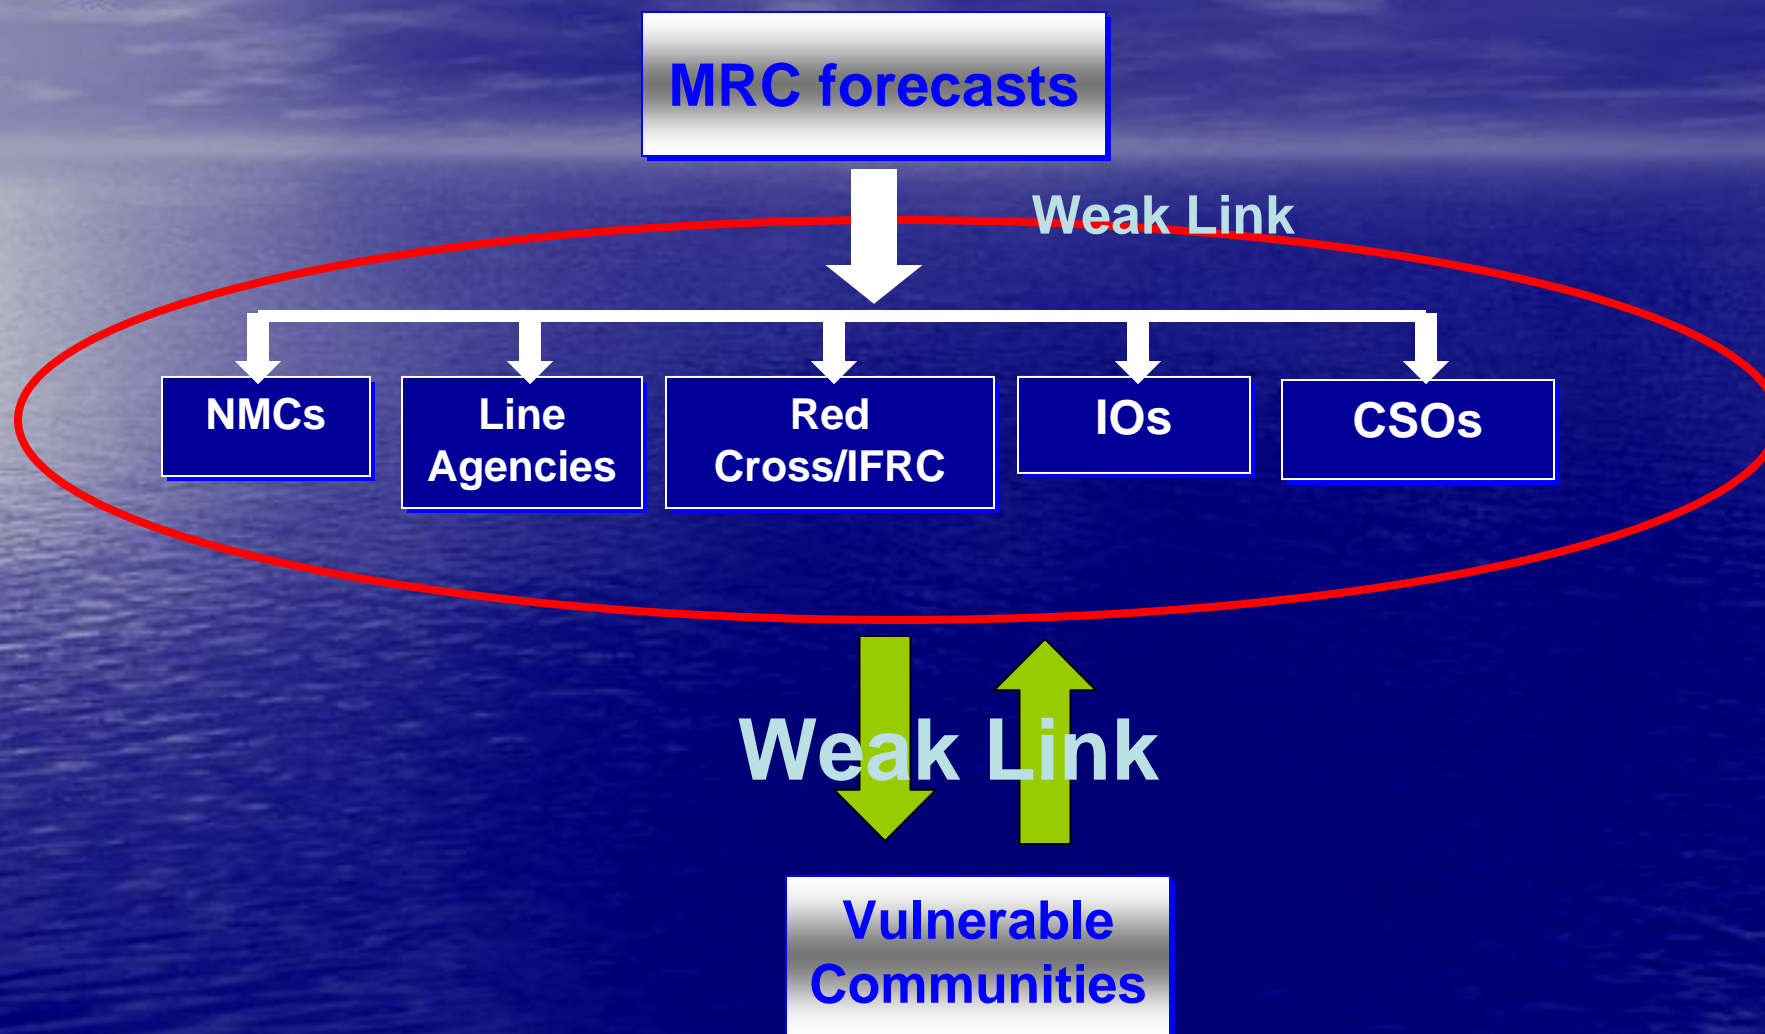 MRC forecasts
Weak Link
NMCs
Line
Agencies
Red
Cross/IFRC
IOs
CSOs
Weak Link
Vulnerable
Communities